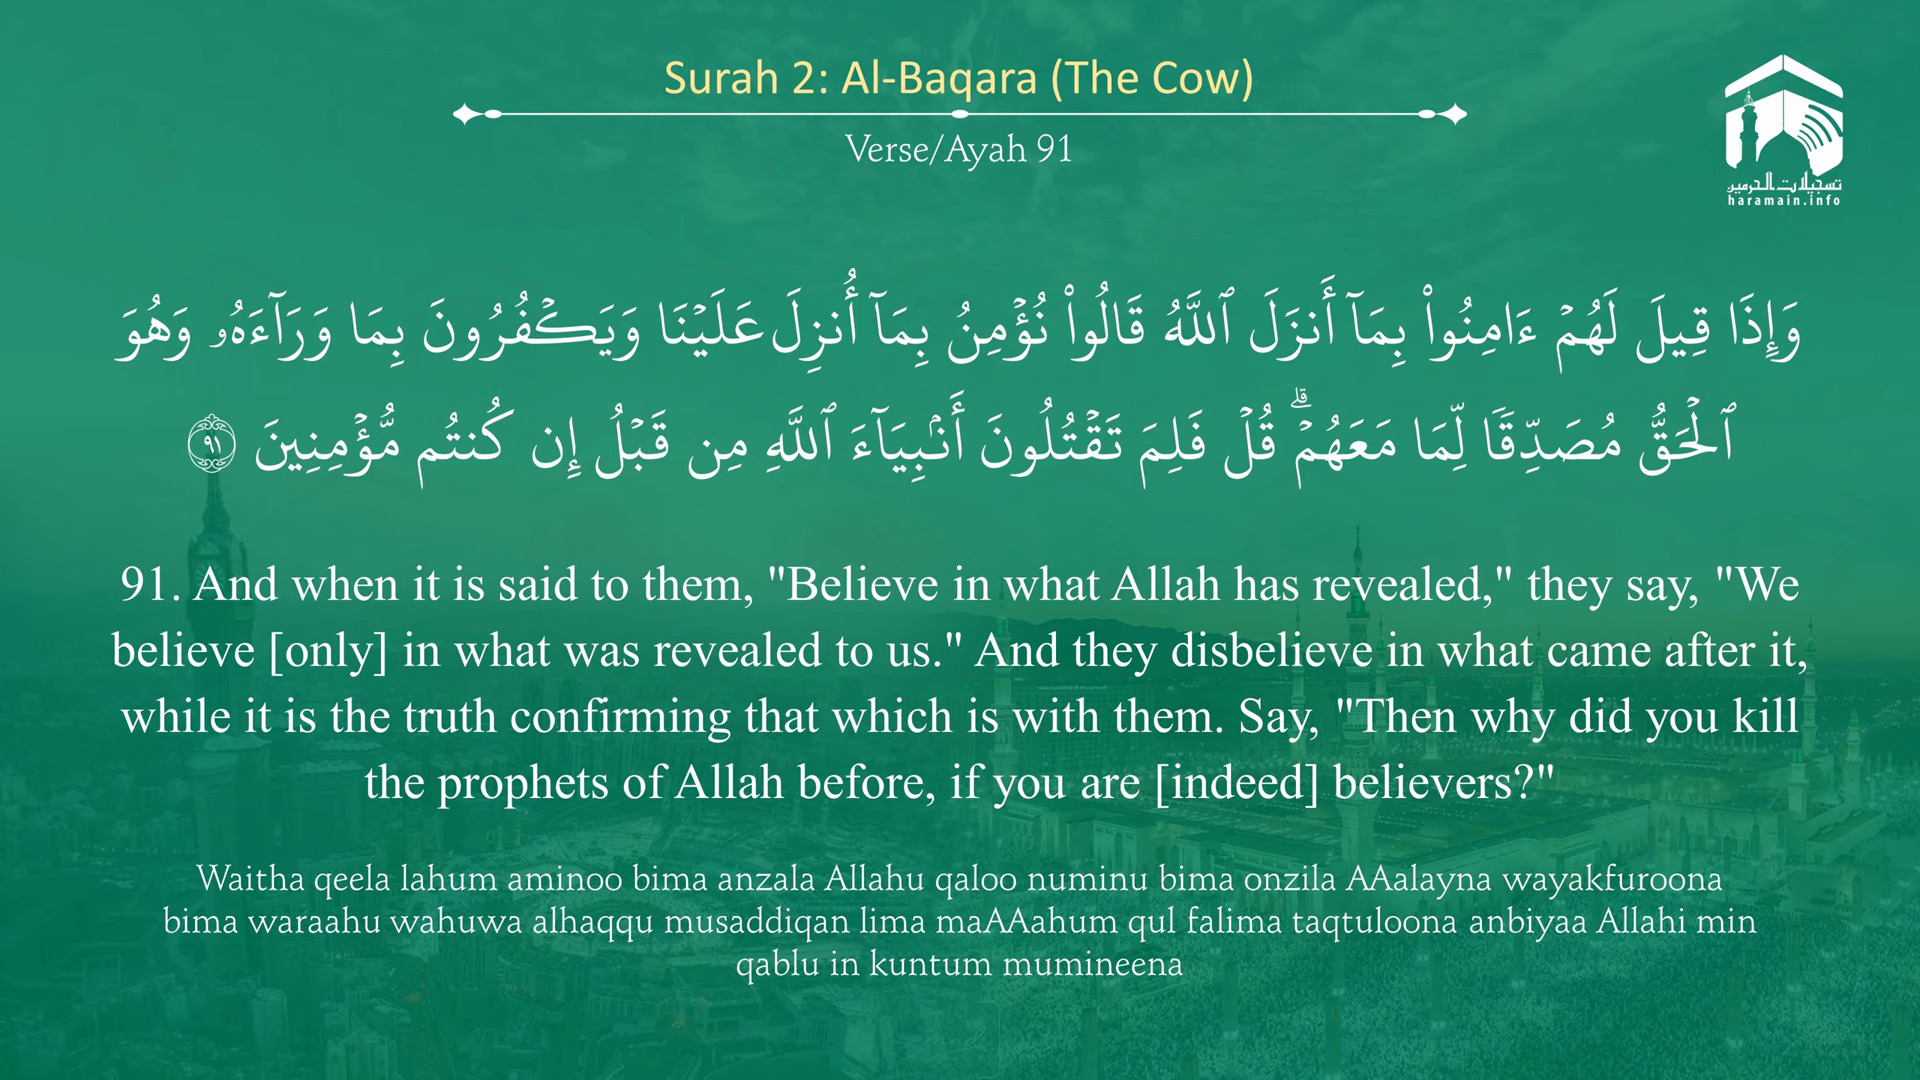 Surah 2: Al-Baqara (The Cow)
Verse/Ayah 91
تسجيلات الحرمين
haramain.info
وَإِذَا قِيلَ لَهُمْ ءَامِنُوا۟ بِمَآ أَنزَلَ ٱللَّهُ قَالُوا۟ نُؤْمِنُ بِمَآ أُنزِلَ عَلَيْنَا وَيَكْفُرُونَ بِمَا وَرَآءَهُۥ وَهُوَ
ٱلْحَقُّ مُصَدِّقًا لِّمَا مَعَهُمْ ۗ قُلْ فَلِمَ تَقْتُلُونَ أَنۢبِيَآءَ ٱللَّهِ مِن قَبْلُ إِن كُنتُم مُّؤْمِنِينَ ٩١
91. And when it is said to them, "Believe in what Allah has revealed," they say, "We
believe [only] in what was revealed to us." And they disbelieve in what came after it,
while it is the truth confirming that which is with them. Say, "Then why did you kill
the prophets of Allah before, if you are [indeed] believers?"
Waitha qeela lahum aminoo bima anzala Allahu qaloo numinu bima onzila AAalayna wayakfuroona
bima waraahu wahuwa alhaqqu musaddiqan lima maAAahum qul falima taqtuloona anbiyaa Allahi min
qablu in kuntum mumineena